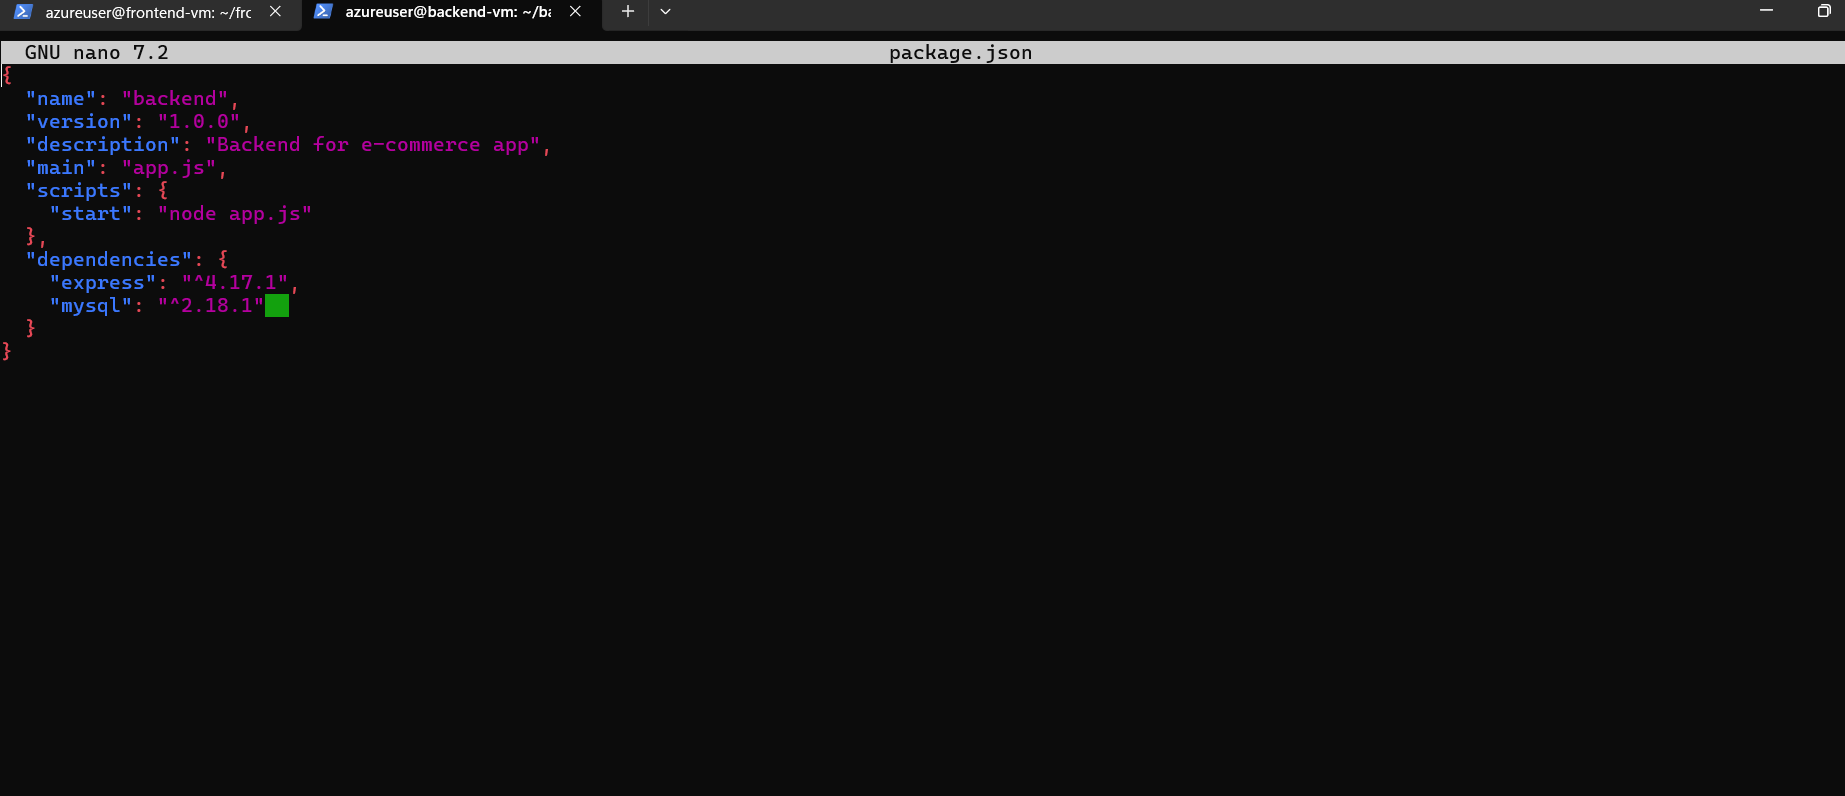 azureuser@frontend-vm: ~/frc
azureuser@backend-vm: ~/ba
GNU nano 7.2 package.json
{
  "name": "backend",
  "version": "1.0.0",
  "description": "Backend for e-commerce app",
  "main": "app.js",
  "scripts": {
    "start": "node app.js"
  },
  "dependencies": {
    "express": "^4.17.1",
    "mysql": "^2.18.1"
  }
}